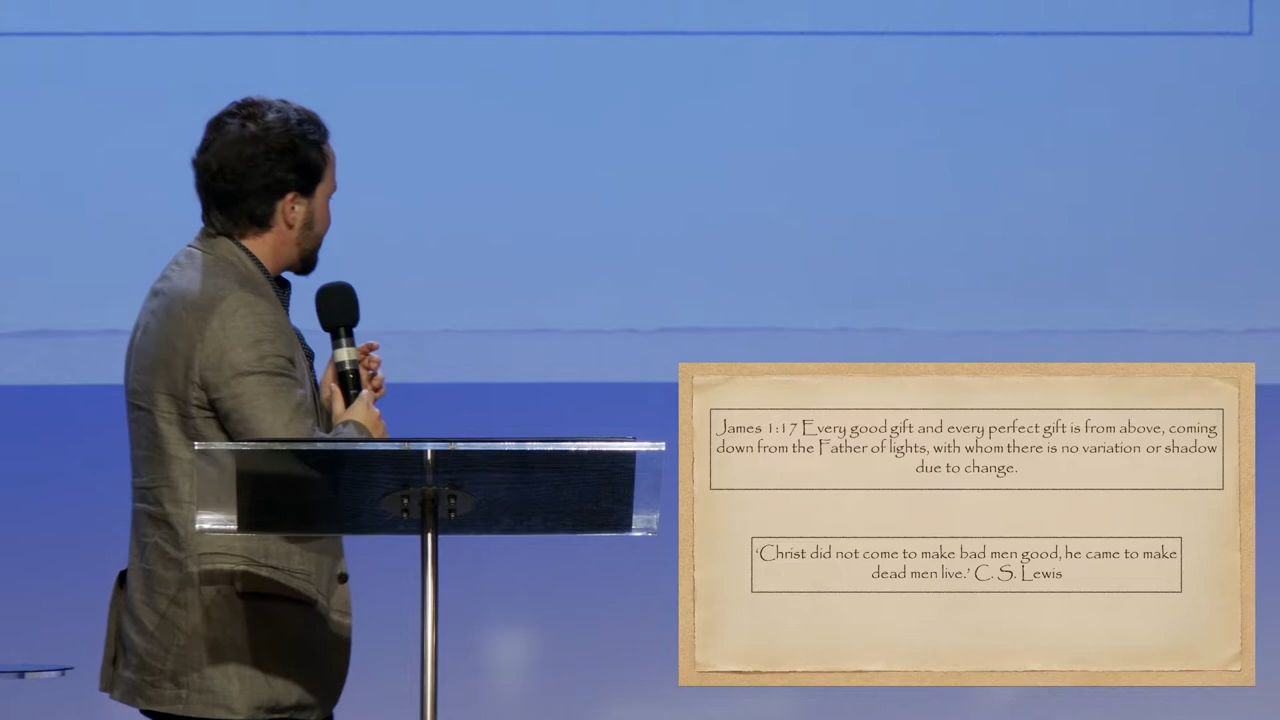 James 1:17 Every good gift and every perfect gift is from above, coming
down from the Father of lights, with whom there is no variation or shadow
due to change.
‘Christ did not come to make bad men good, he came to make
dead men live.’ C. S. Lewis